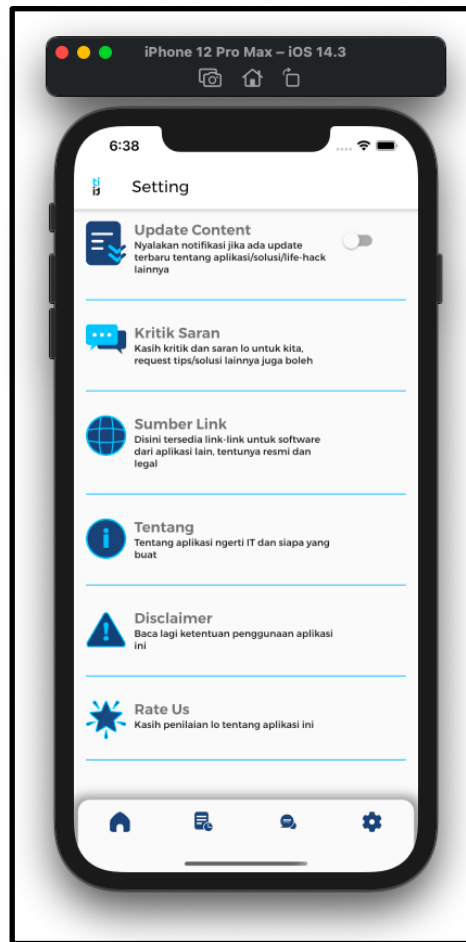 iPhone 12 Pro Max – iOS 14.3
6:38
Setting
Update Content
Nyalakan notifikasi jika ada update
terbaru tentang aplikasi/solusi/life-hack
lainnya
Kritik Saran
Kasih kritik dan saran lo untuk kita,
request tips/solusi lainnya juga boleh
Sumber Link
Disini tersedia link-link untuk software
dari aplikasi lain, tentunya resmi dan
legal
Tentang
Tentang aplikasi ngerti IT dan siapa yang
buat
Disclaimer
Baca lagi ketentuan penggunaan aplikasi
ini
Rate Us
Kasih penilaian lo tentang aplikasi ini